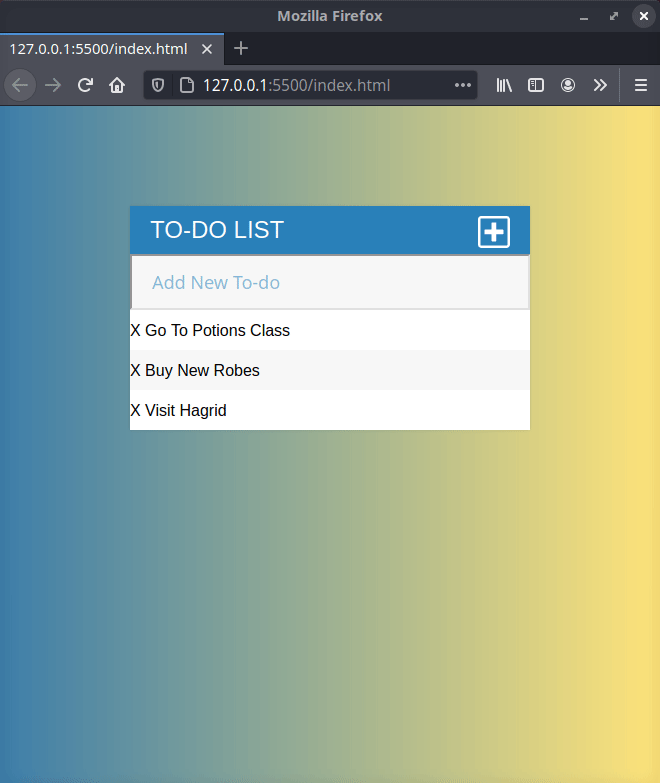 Mozilla Firefox
127.0.0.1:5500/index.html
127.0.0.1:5500/index.html
TO-DO LIST
Add New To-do
X Go To Potions Class
X Buy New Robes
X Visit Hagrid